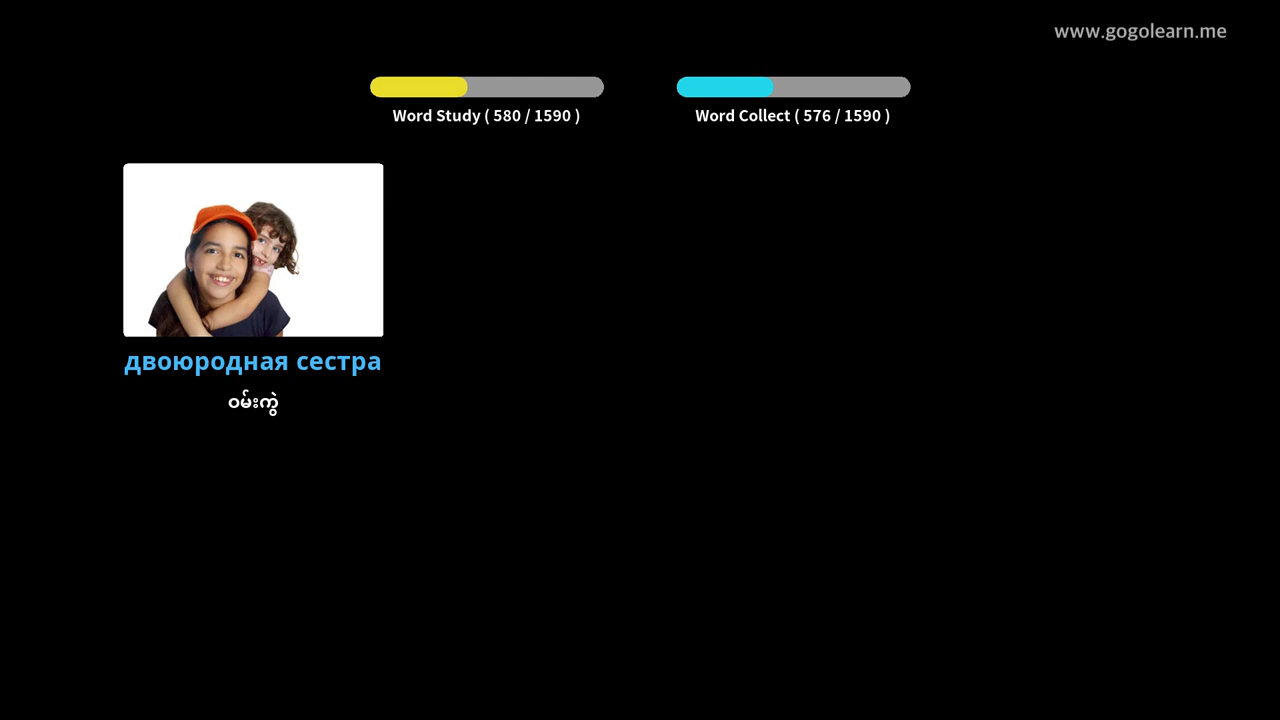 www.gogolearn.me
Word Study ( 580 / 1590 )
Word Collect ( 576 / 1590 )
двоюродная сестра
ဝမ်းကွဲ